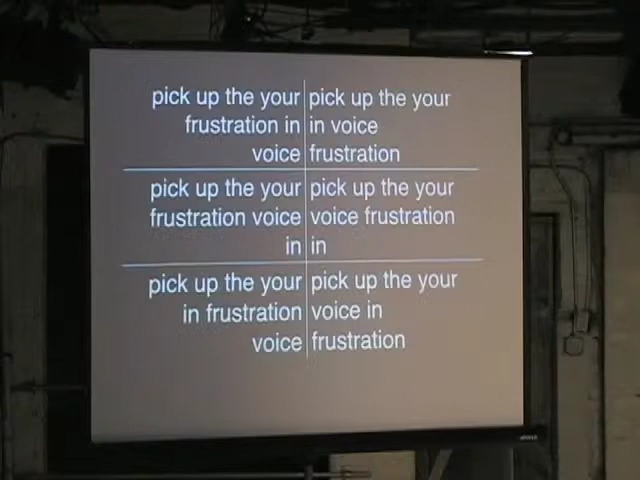 pick up the your
frustration in
voice
pick up the your
in voice
frustration
pick up the your
frustration voice
in
pick up the your
voice frustration
in
pick up the your
in frustration
voice
pick up the your
voice in
frustration